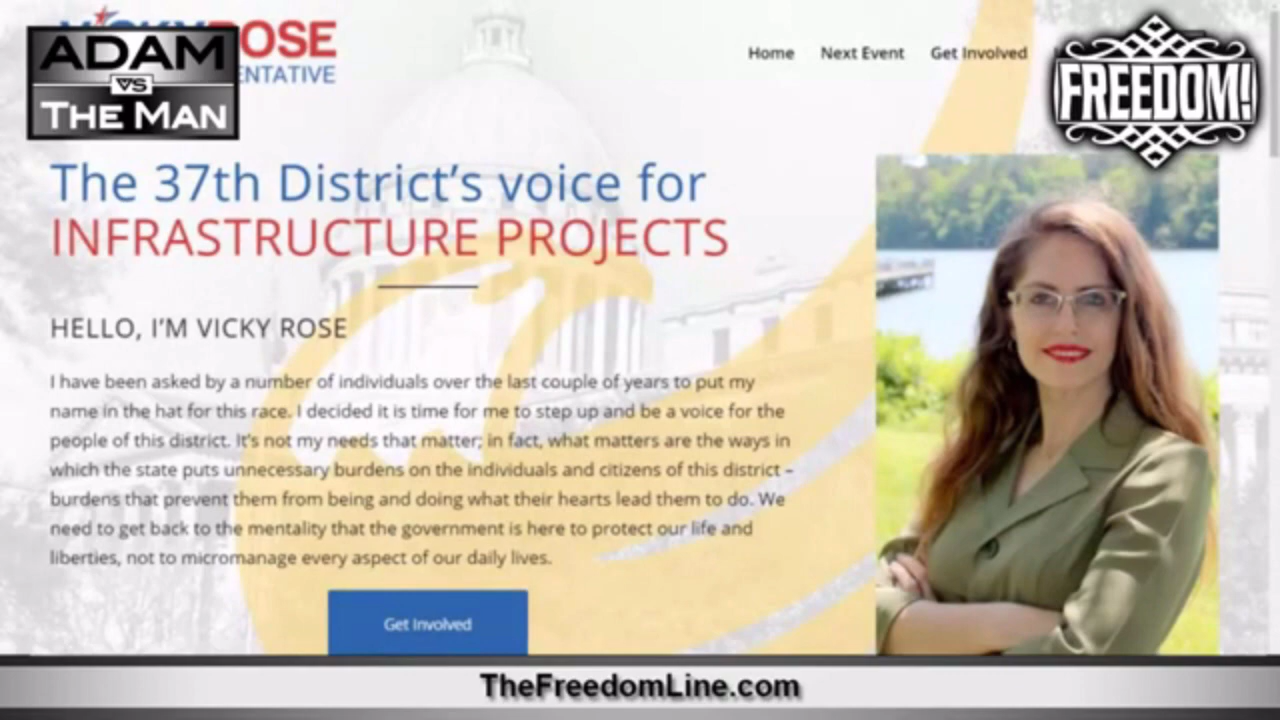 ADAM
VS
THE MAN
OSE
ENTATIVE
Home Next Event Get Involved
FREEDOM!
The 37th District's voice for
INFRASTRUCTURE PROJECTS
HELLO, I'M VICKY ROSE
I have been asked by a number of individuals over the last couple of years to put my
name in the hat for this race. I decided it is time for me to step up and be a voice for the
people of this district. It's not my needs that matter; in fact, what matters are the ways in
which the state puts unnecessary burdens on the individuals and citizens of this district –
burdens that prevent them from being and doing what their hearts lead them to do. We
need to get back to the mentality that the government is here to protect our life and
liberties, not to micromanage every aspect of our daily lives.
Get Involved
TheFreedomLine.com